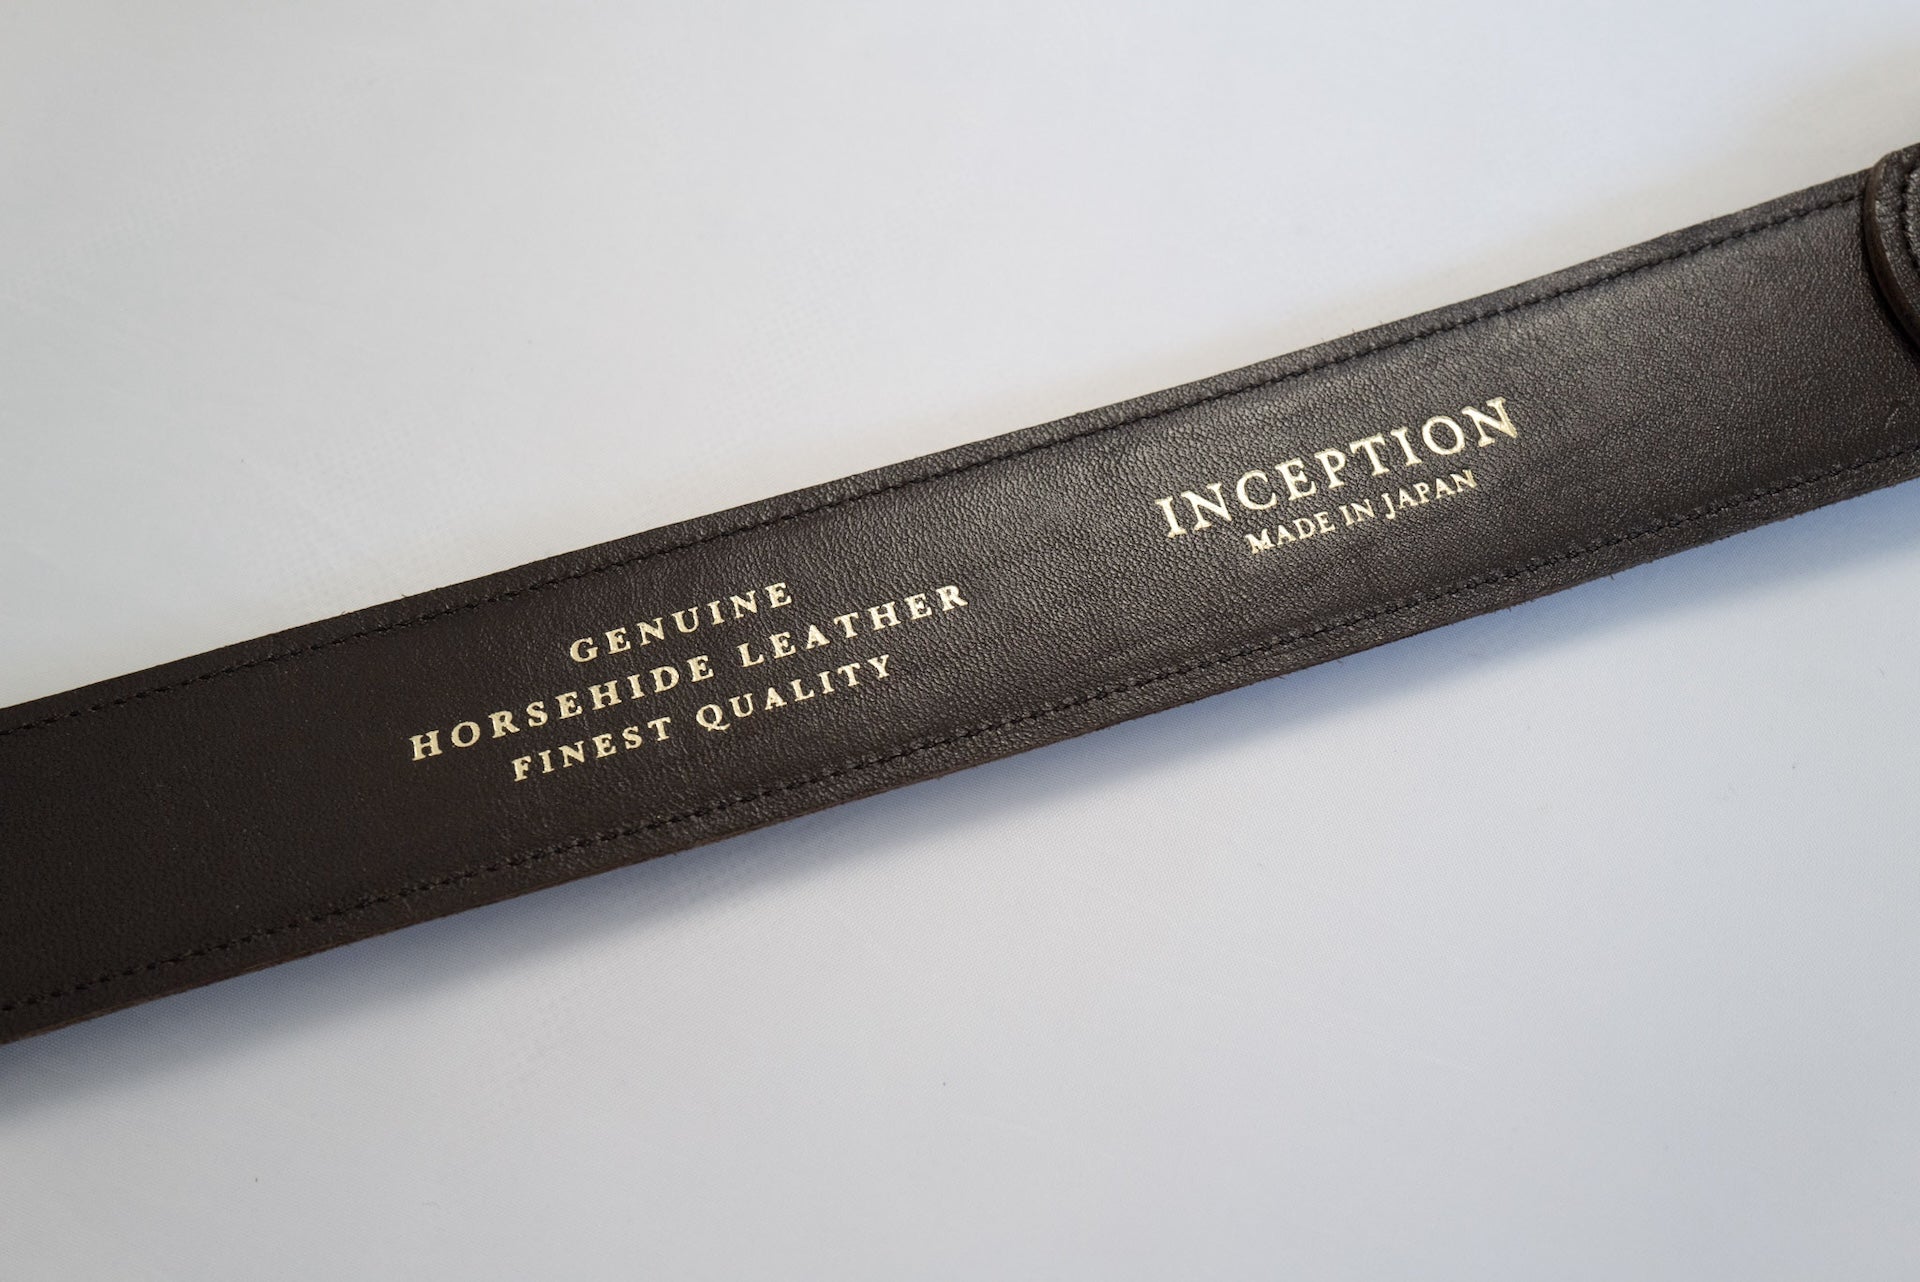 GENUINE
HORSEHIDE LEATHER
FINEST QUALITY
INCEPTION
MADE IN JAPAN